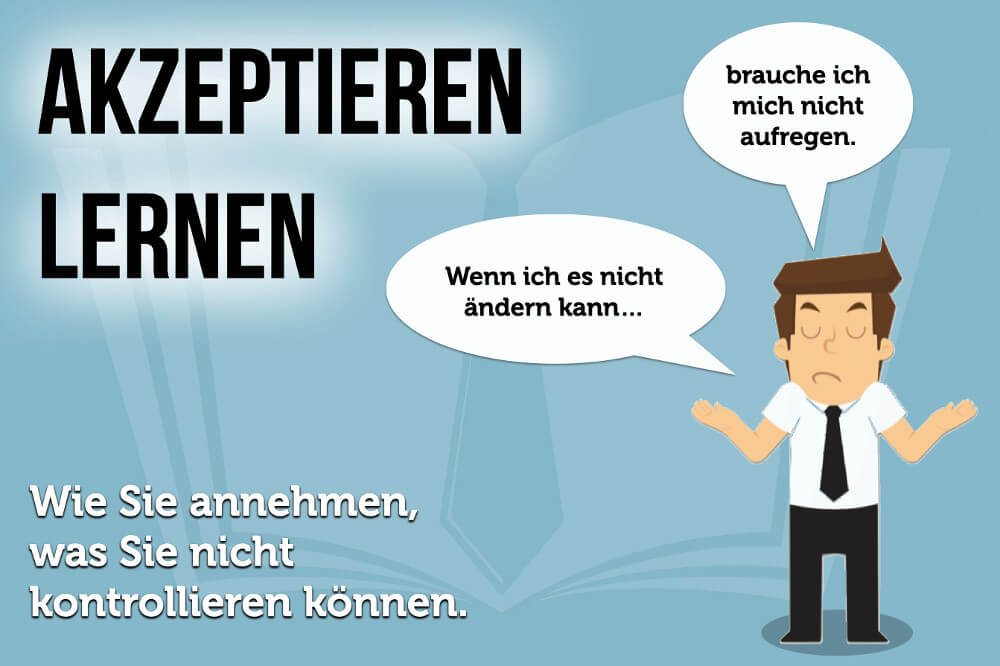 AKZEPTIEREN
LERNEN
Wenn ich es nicht
ändern kann...
brauche ich
mich nicht
aufregen.
Wie Sie annehmen,
was Sie nicht
kontrollieren können.